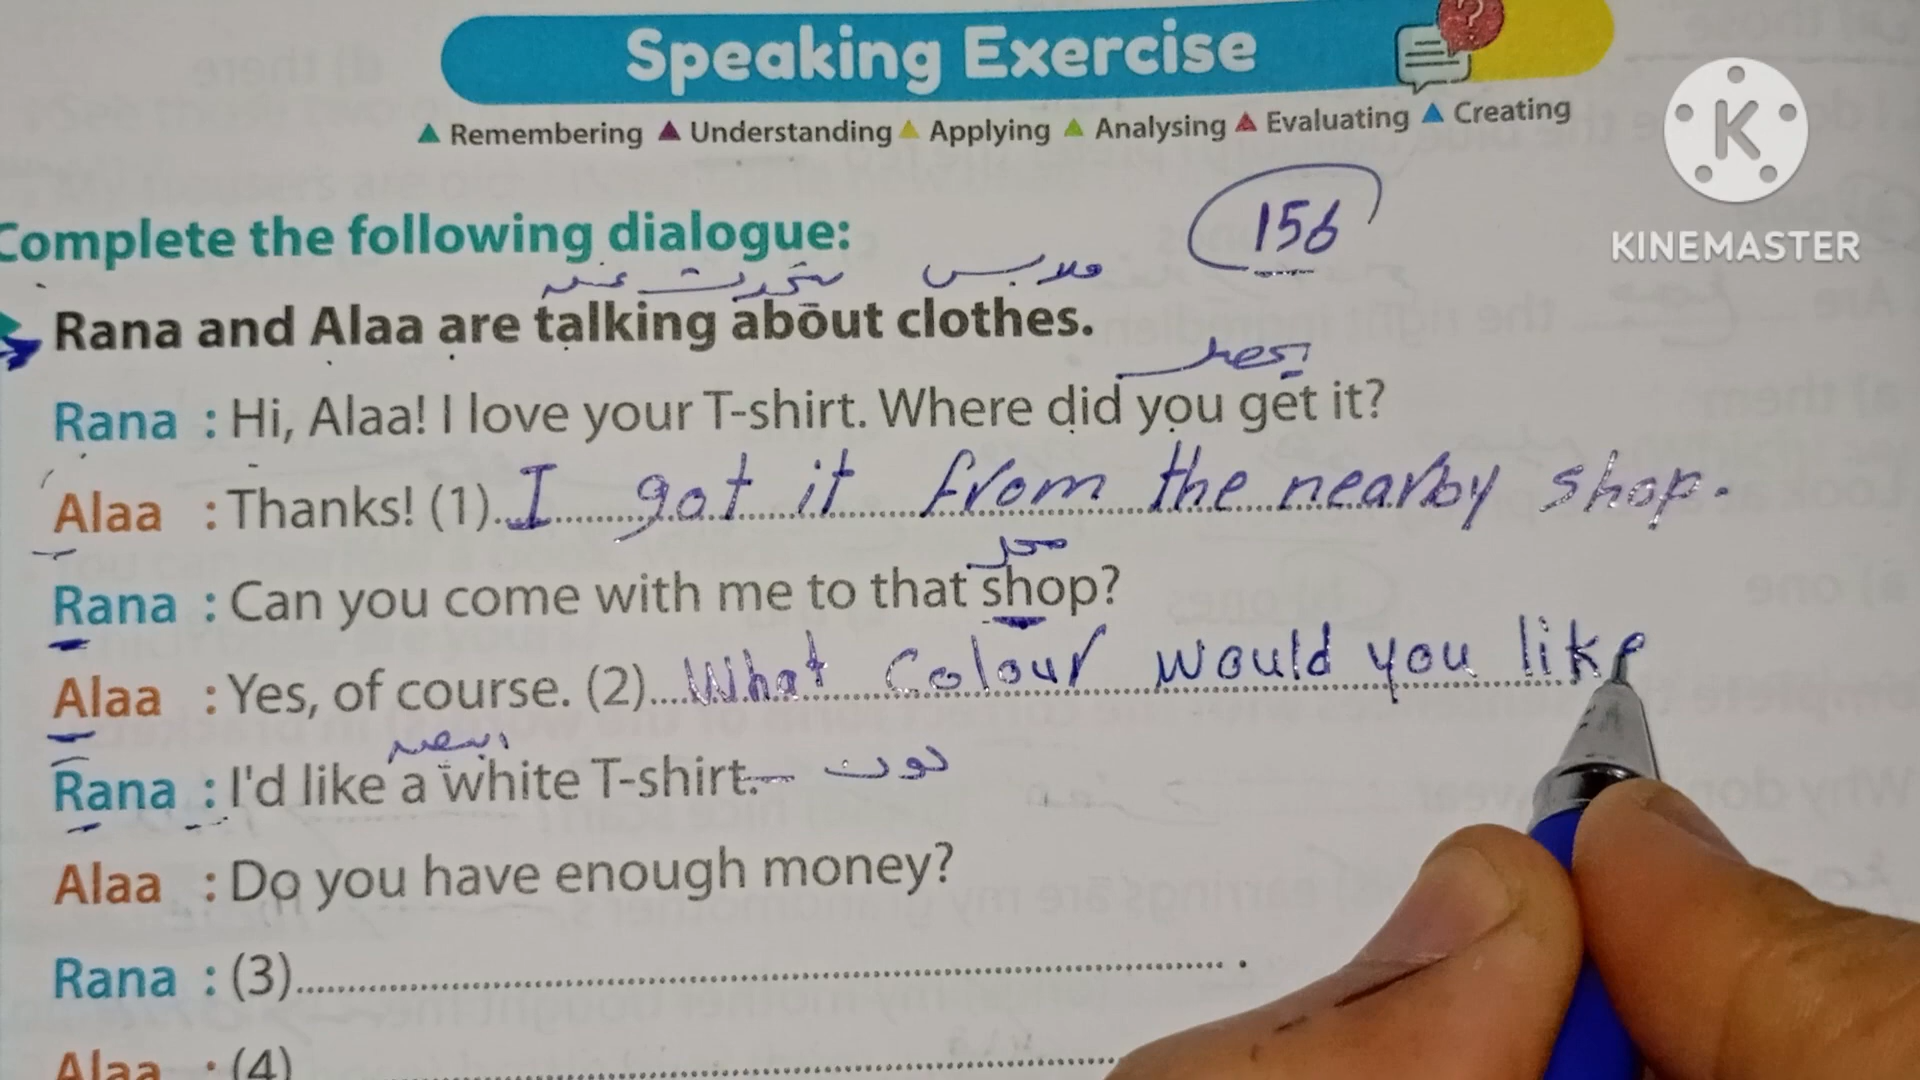 Speaking Exercise
▲ Remembering ▲ Understanding ▲ Applying ▲ Analysing ▲ Evaluating ▲ Creating
KINEMASTER
156
Complete the following dialogue:
ملابس تتحدث عن
Rana and Alaa are talking about clothes.
Rana : Hi, Alaa! I love your T-shirt. Where did you get it?
Alaa : Thanks! (1) I got it from the nearby shop.
محل
Rana : Can you come with me to that shop?
Alaa : Yes, of course. (2) What colour would you like
ابيض
Rana : I'd like a white T-shirt. لون
Alaa : Do you have enough money?
Rana : (3) .
Alaa : (4)